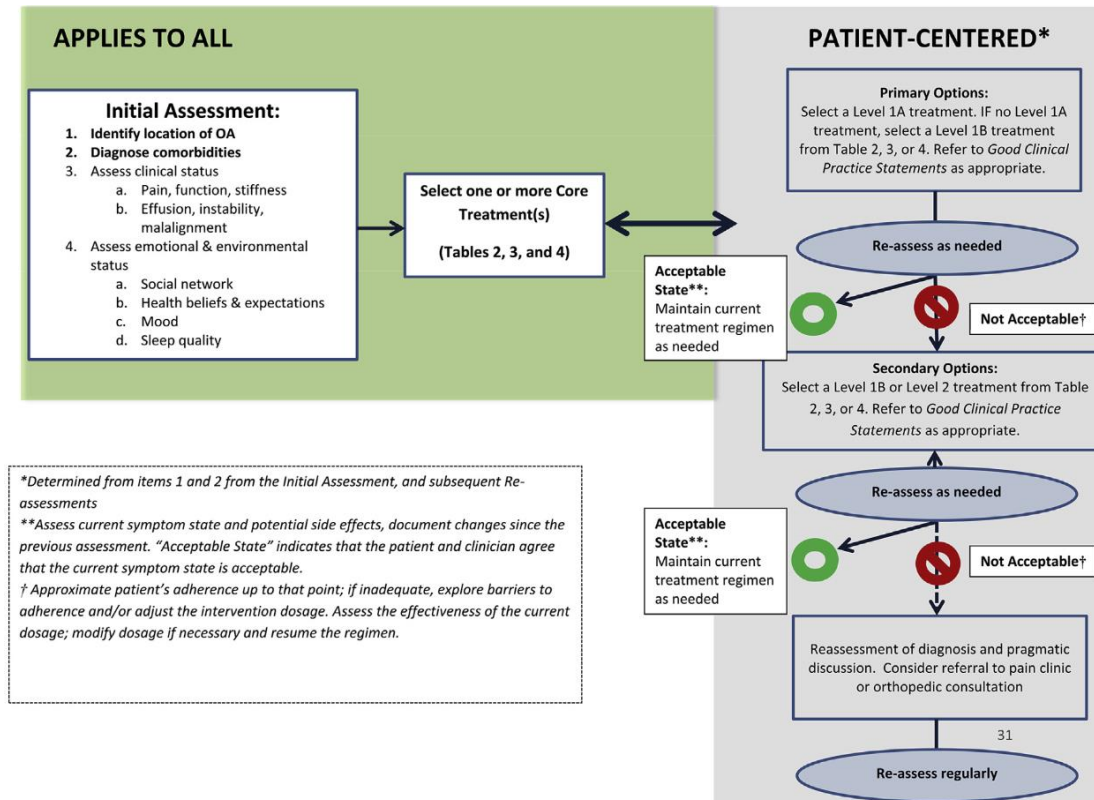 APPLIES TO ALL
Initial Assessment:
1. Identify location of OA
2. Diagnose comorbidities
3. Assess clinical status
a. Pain, function, stiffness
b. Effusion, instability,
malalignment
4. Assess emotional & environmental
status
a. Social network
b. Health beliefs & expectations
c. Mood
d. Sleep quality
Select one or more Core
Treatment(s)
(Tables 2, 3, and 4)
PATIENT-CENTERED*
Primary Options:
Select a Level 1A treatment. IF no Level 1A
treatment, select a Level 1B treatment
from Table 2, 3, or 4. Refer to Good Clinical
Practice Statements as appropriate.
Re-assess as needed
Acceptable
State**:
Maintain current
treatment regimen
as needed
Not Acceptable†
Secondary Options:
Select a Level 1B or Level 2 treatment from Table
2, 3, or 4. Refer to Good Clinical Practice
Statements as appropriate.
Re-assess as needed
Acceptable
State**:
Maintain current
treatment regimen
as needed
Not Acceptable†
Reassessment of diagnosis and pragmatic
discussion. Consider referral to pain clinic
or orthopedic consultation
31
Re-assess regularly
*Determined from items 1 and 2 from the Initial Assessment, and subsequent Re-
assessments
**Assess current symptom state and potential side effects, document changes since the
previous assessment. “Acceptable State” indicates that the patient and clinician agree
that the current symptom state is acceptable.
† Approximate patient’s adherence up to that point; if inadequate, explore barriers to
adherence and/or adjust the intervention dosage. Assess the effectiveness of the current
dosage; modify dosage if necessary and resume the regimen.